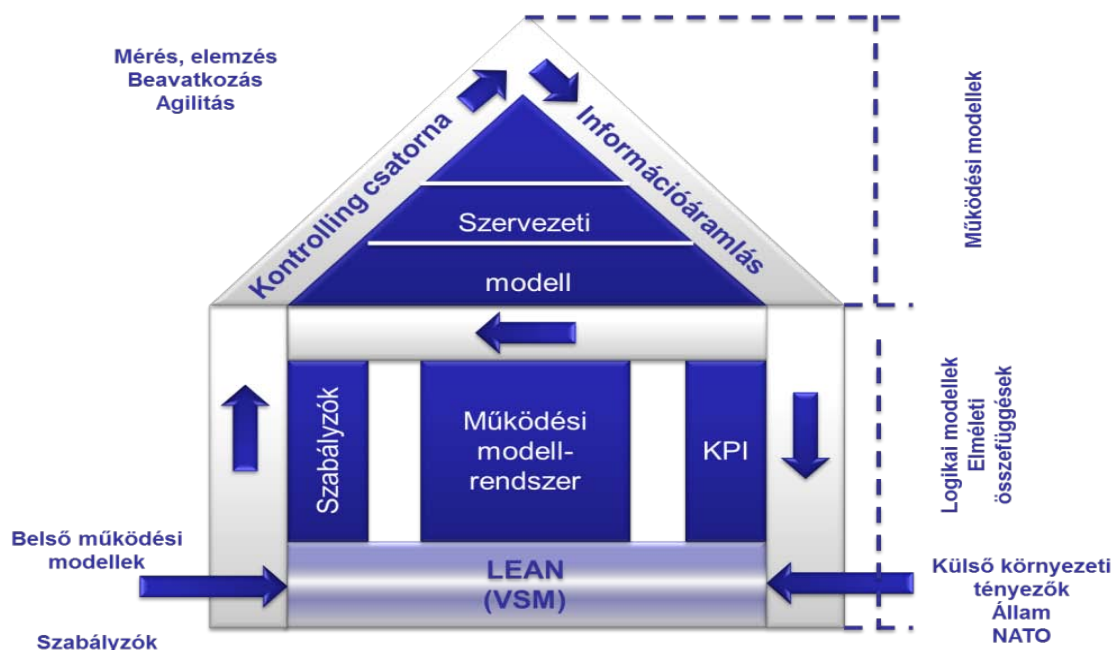 Mérés, elemzés
Beavatkozás
Agilitás
Kontrolling csatorna
Információáramlás
Szervezeti
modell
Működési modellek
Szabályzók
Működési
modell-
rendszer
KPI
Logikai modellek
Elméleti
összefüggések
Belső működési
modellek
LEAN
(VSM)
Külső környezeti
tényezők
Állam
NATO
Szabályzók